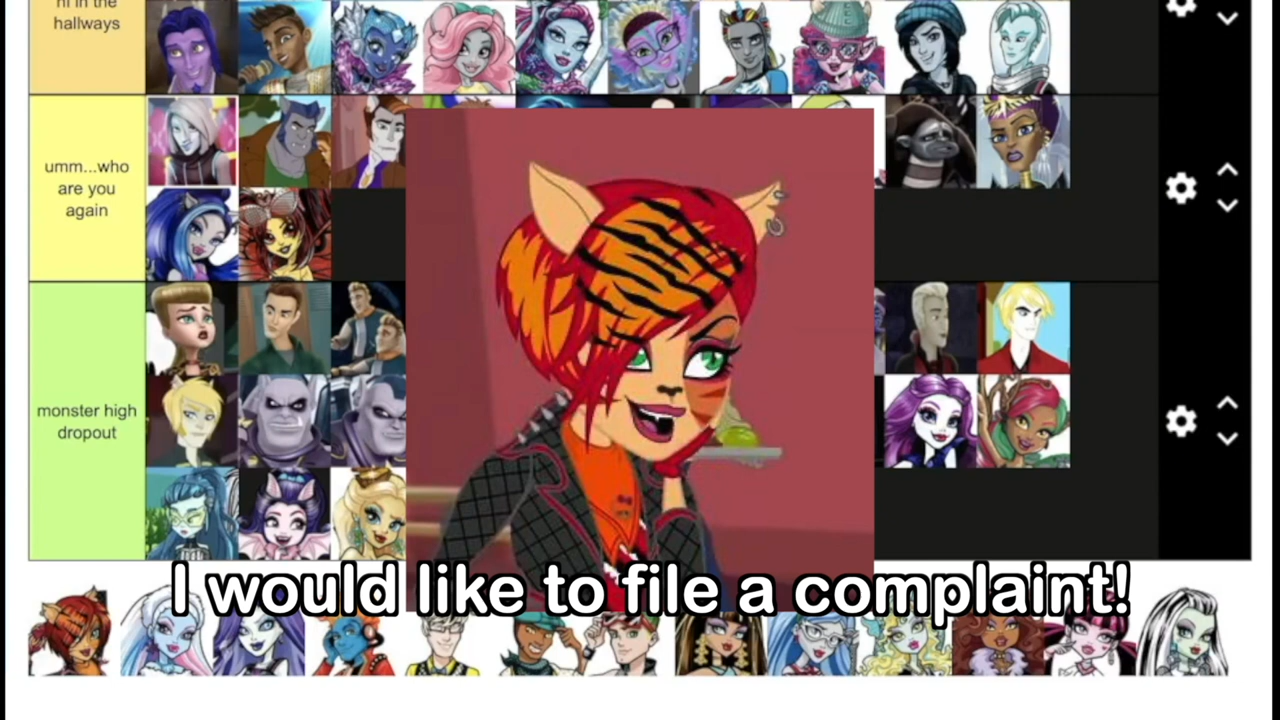 hi in the
hallways
umm...who
are you
again
monster high
dropout
I would like to file a complaint!